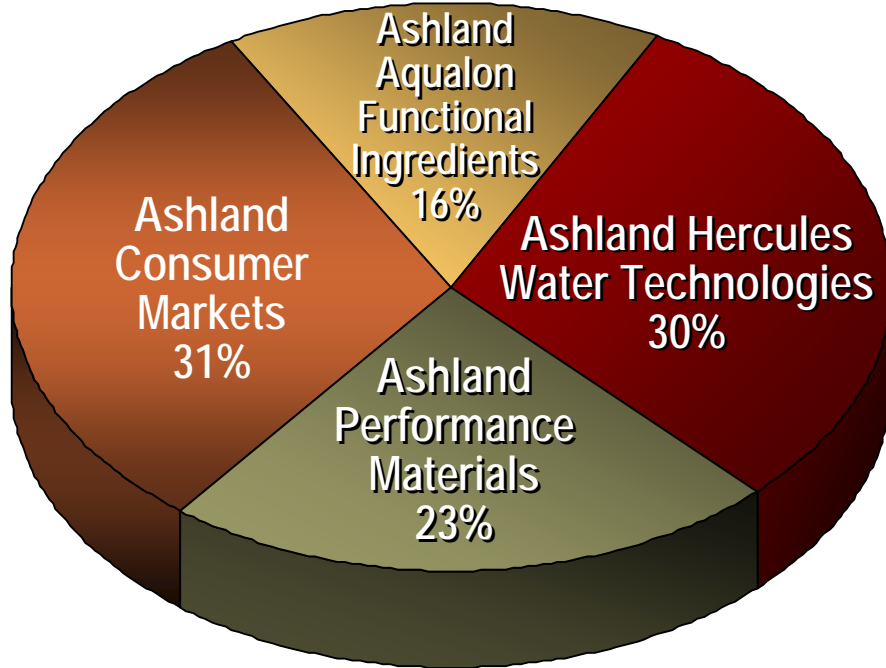 Ashland
Aqualon
Functional
Ingredients
16%
Ashland Hercules
Water Technologies
30%
Ashland
Performance
Materials
23%
Ashland
Consumer
Markets
31%